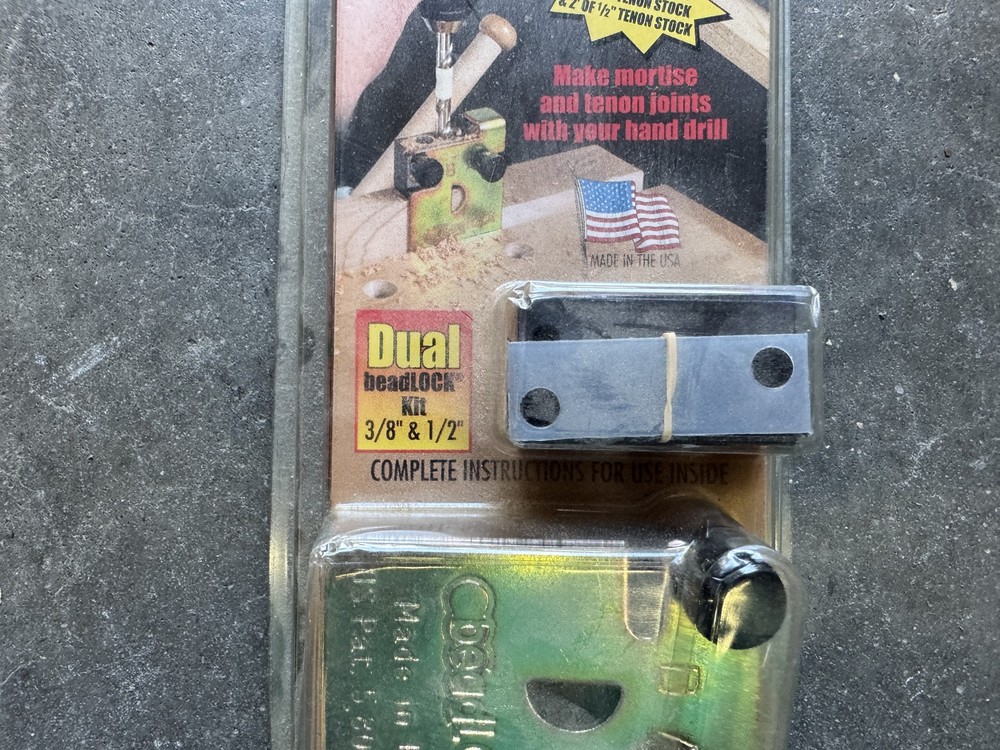 TENON STOCK
& 2' OF 1/2" TENON STOCK
Make mortise
and tenon joints
with your hand drill
MADE IN THE USA
Dual
beadLOCK®
Kit
3/8" & 1/2"
COMPLETE INSTRUCTIONS FOR USE INSIDE
Made in
Pat